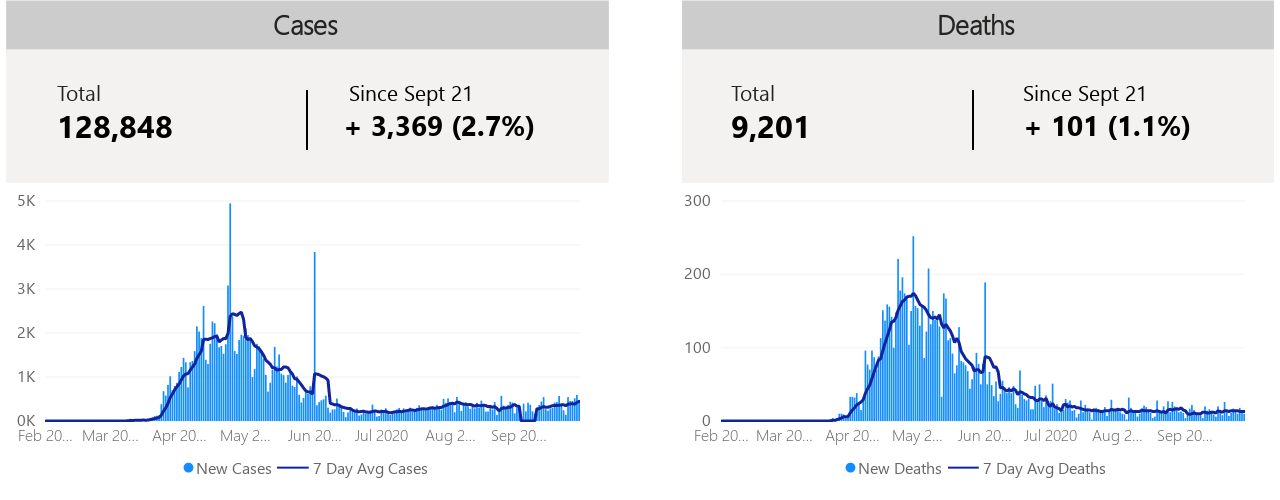 Cases
Total
Since Sept 21
128,848
+ 3,369 (2.7%)
5K
4K
3K
2K
1K
0K
Feb 20... Mar 20... Apr 20... May 2... Jun 20... Jul 2020 Aug 2... Sep 20...
New Cases 7 Day Avg Cases
Deaths
Total
Since Sept 21
9,201
+ 101 (1.1%)
300
200
100
0
Feb 20... Mar 20... Apr 20... May 2... Jun 20... Jul 2020 Aug 2... Sep 20...
New Deaths 7 Day Avg Deaths